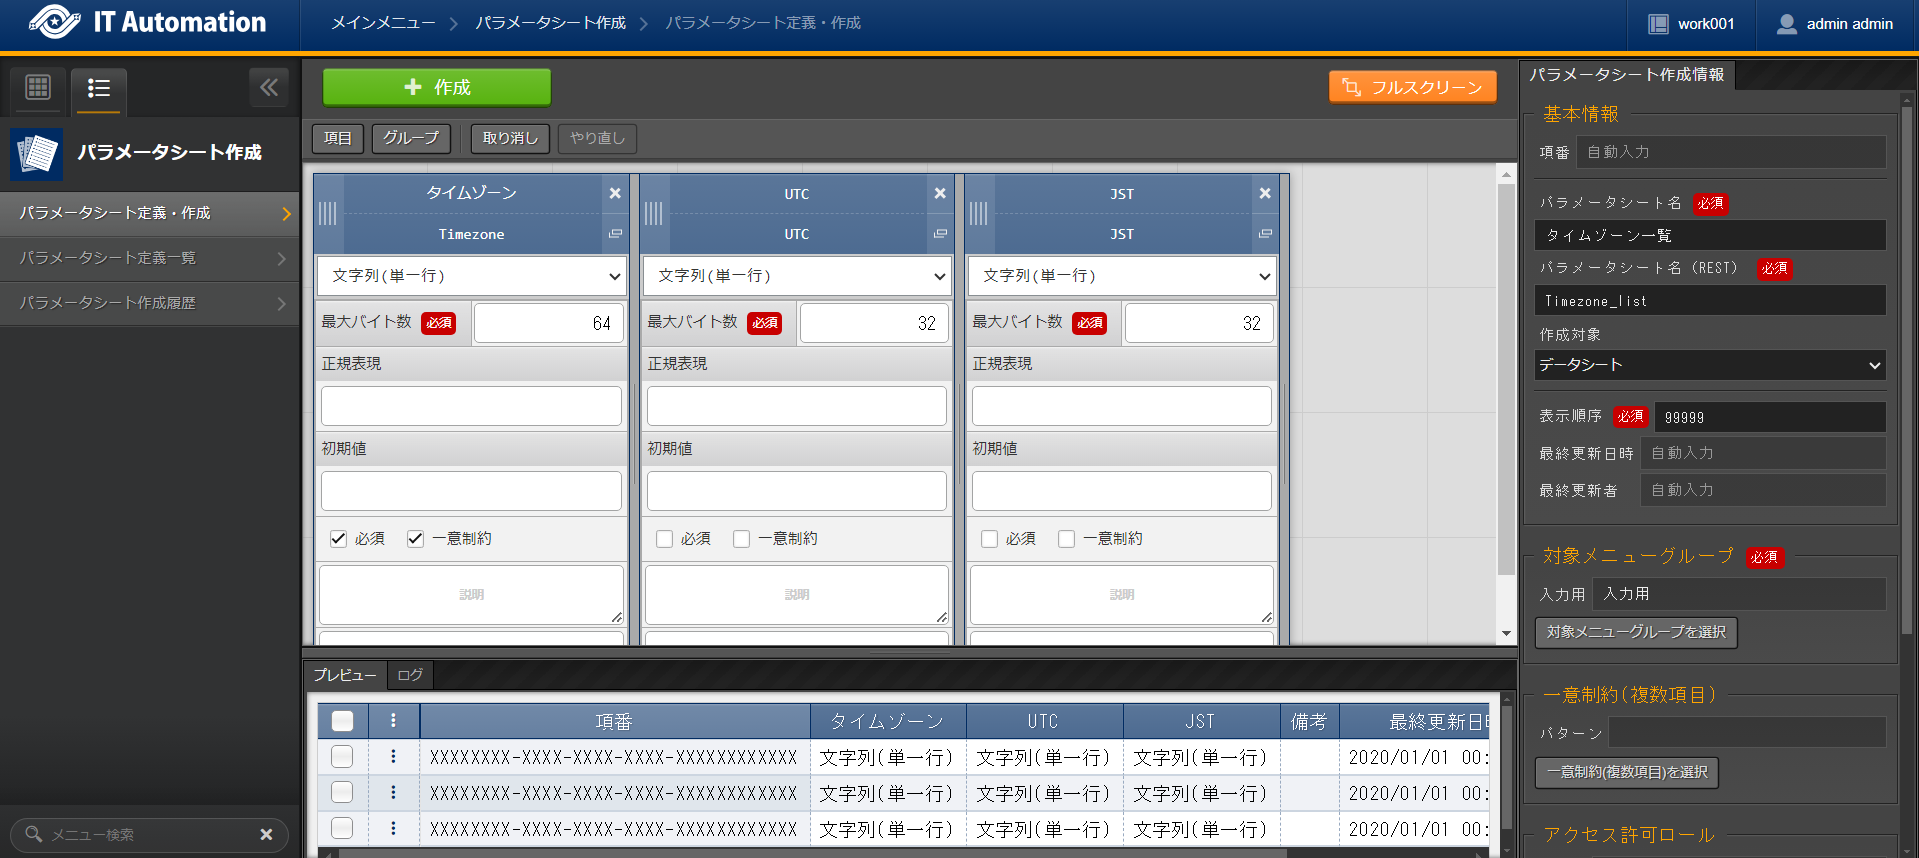 IT Automation
メインメニュー
パラメータシート作成
パラメータシート定義・作成
work001
admin admin
パラメータシート作成
パラメータシート定義・作成
パラメータシート定義一覧
パラメータシート作成履歴
メニュー検索
作成
フルスクリーン
項目
グループ
取り消し
やり直し
タイムゾーン
Timezone
文字列(単一行)
最大バイト数 必須 64
正規表現
初期値
必須 一意制約
説明
UTC
UTC
文字列(単一行)
最大バイト数 必須 32
正規表現
初期値
必須 一意制約
説明
JST
JST
文字列(単一行)
最大バイト数 必須 32
正規表現
初期値
必須 一意制約
説明
プレビュー ログ
項番 タイムゾーン UTC JST 備考 最終更新日時
XXXXXXXX-XXXX-XXXX-XXXX-XXXXXXXXXXXX 文字列(単一行) 文字列(単一行) 文字列(単一行) 2020/01/01 00:
XXXXXXXX-XXXX-XXXX-XXXX-XXXXXXXXXXXX 文字列(単一行) 文字列(単一行) 文字列(単一行) 2020/01/01 00:
XXXXXXXX-XXXX-XXXX-XXXX-XXXXXXXXXXXX 文字列(単一行) 文字列(単一行) 文字列(単一行) 2020/01/01 00:
パラメータシート作成情報
基本情報
項番 自動入力
パラメータシート名 必須
タイムゾーン一覧
パラメータシート名 (REST) 必須
Timezone_list
作成対象
データシート
表示順序 必須 99999
最終更新日時 自動入力
最終更新者 自動入力
対象メニューグループ 必須
入力用 入力用
対象メニューグループを選択
一意制約(複数項目)
パターン
一意制約(複数項目)を選択
アクセス許可ロール